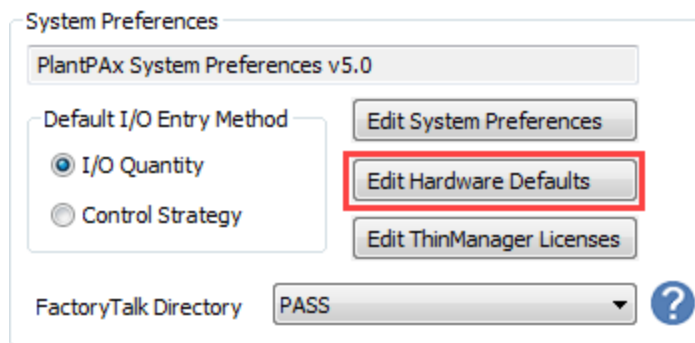 System Preferences
PlantPAx System Preferences v5.0
Default I/O Entry Method
I/O Quantity
Control Strategy
Edit System Preferences
Edit Hardware Defaults
Edit ThinManager Licenses
FactoryTalk Directory
PASS
?